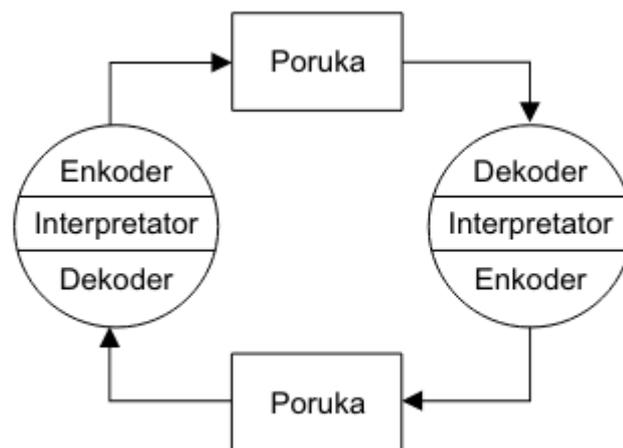 Poruka
Enkoder
Interpretator
Dekoder
Dekoder
Interpretator
Enkoder
Poruka